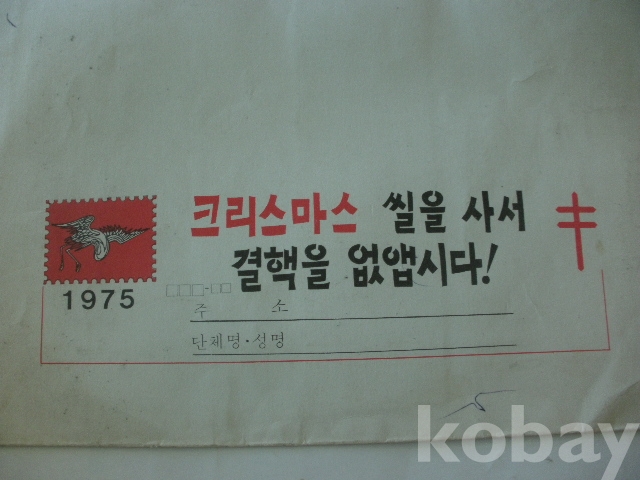 크리스마스 씰을 사서
결핵을 없앱시다!
1975
주 소
단체명·성명
kobay